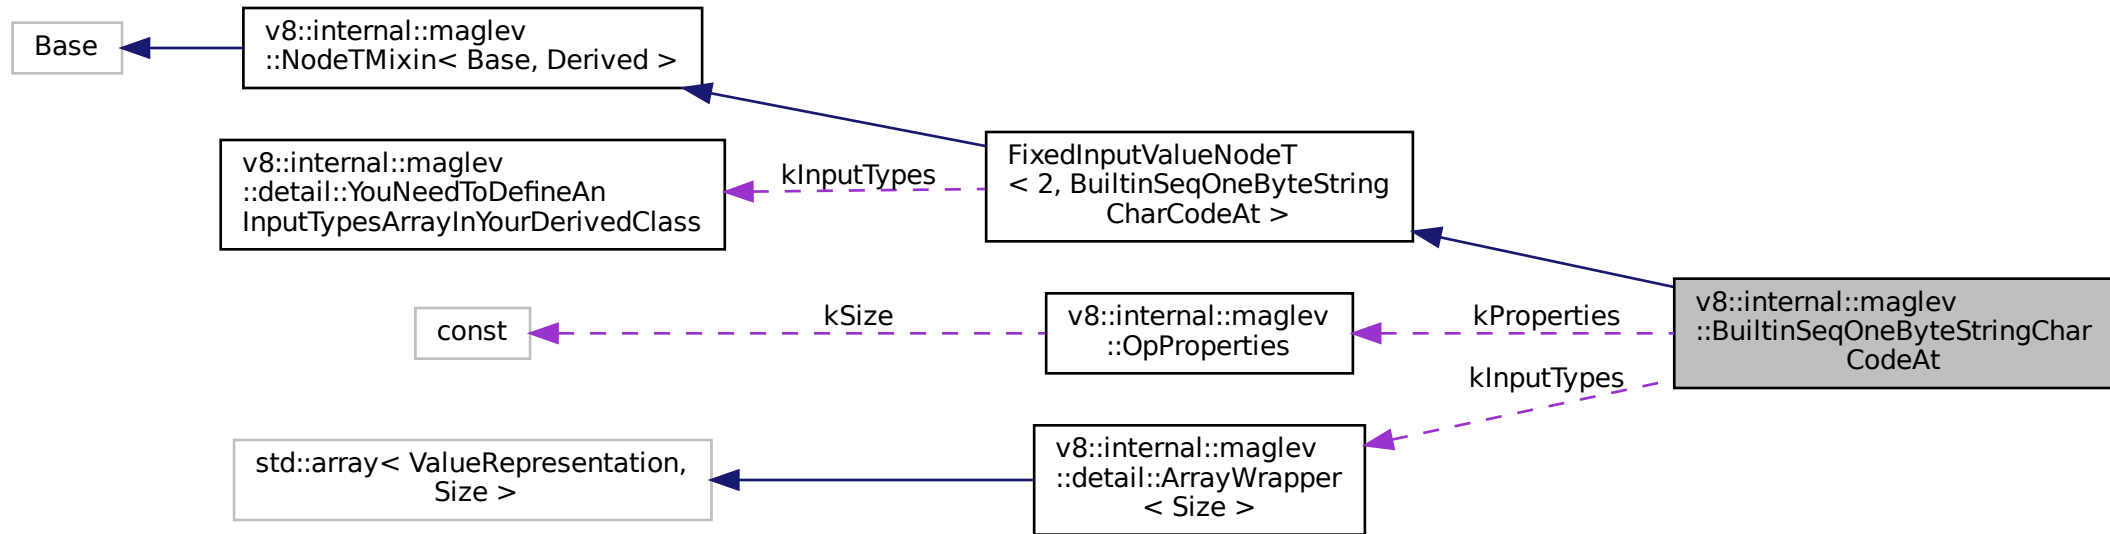 Base
v8::internal::maglev
::NodeTMixin< Base, Derived >
v8::internal::maglev
::detail::YouNeedToDefineAn
InputTypesArrayInYourDerivedClass
kInputTypes
FixedInputValueNodeT
< 2, BuiltinSeqOneByteString
CharCodeAt >
const
kSize
v8::internal::maglev
::OpProperties
kProperties
v8::internal::maglev
::BuiltinSeqOneByteStringChar
CodeAt
kInputTypes
std::array< ValueRepresentation,
Size >
v8::internal::maglev
::detail::ArrayWrapper
< Size >